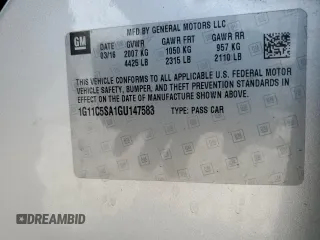 MFD BY GENERAL MOTORS LLC
GM
DATE GVWR GAWR FRT GAWR RR
03/16 2007 KG 1050 KG 957 KG
4425 LB 2315 LB 2110 LB
THIS VEHICLE CONFORMS TO ALL APPLICABLE U.S. FEDERAL MOTOR
VEHICLE SAFETY, BUMPER, AND THEFT PREVENTION STANDARDS
IN EFFECT ON THE DATE OF MANUFACTURE SHOWN ABOVE.
1G11C5SA1GU147583 TYPE: PASS CAR
DREAMBID